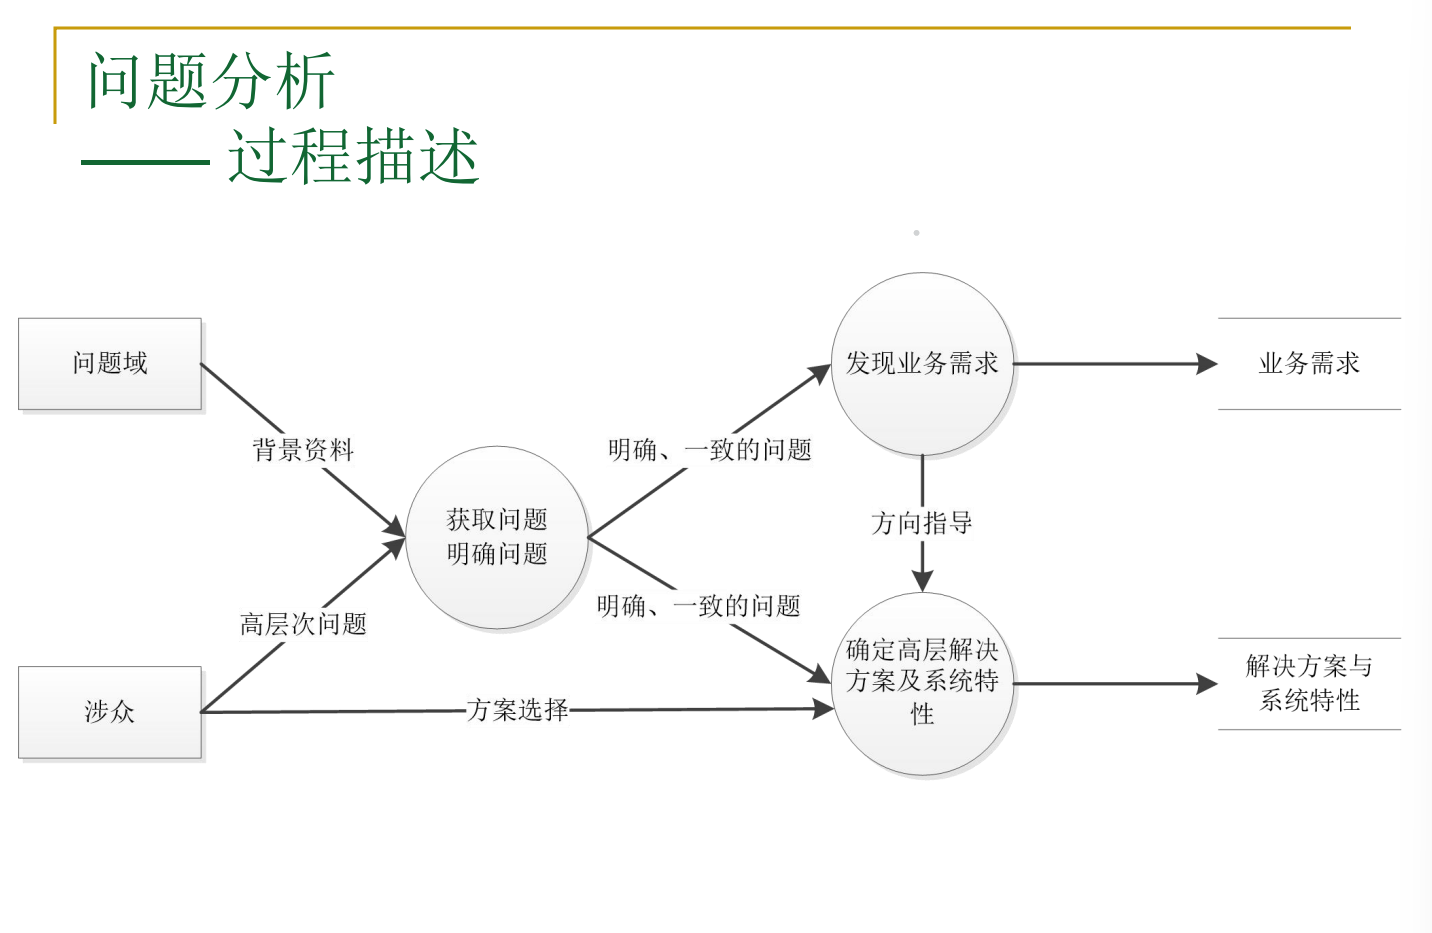 问题分析
—— 过程描述
问题域
发现业务需求
业务需求
背景资料
明确、一致的问题
获取问题
明确问题
方向指导
高层次问题
明确、一致的问题
确定高层解决
方案及系统特
性
解决方案与
系统特性
涉众
方案选择